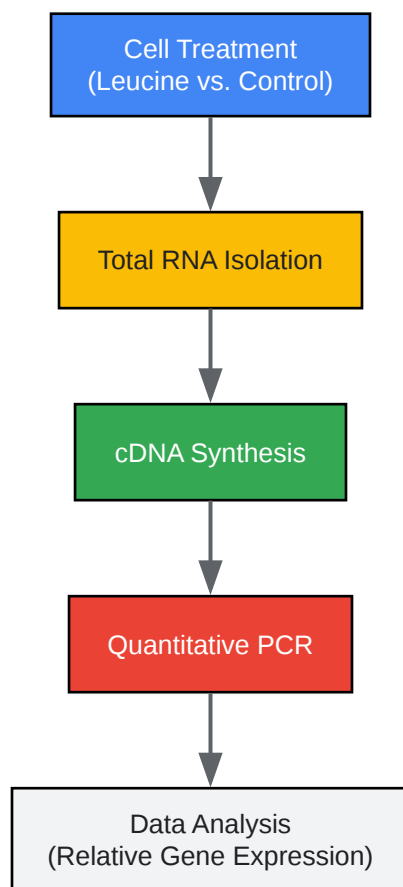 Cell Treatment
(Leucine vs. Control)
Total RNA Isolation
cDNA Synthesis
Quantitative PCR
Data Analysis
(Relative Gene Expression)